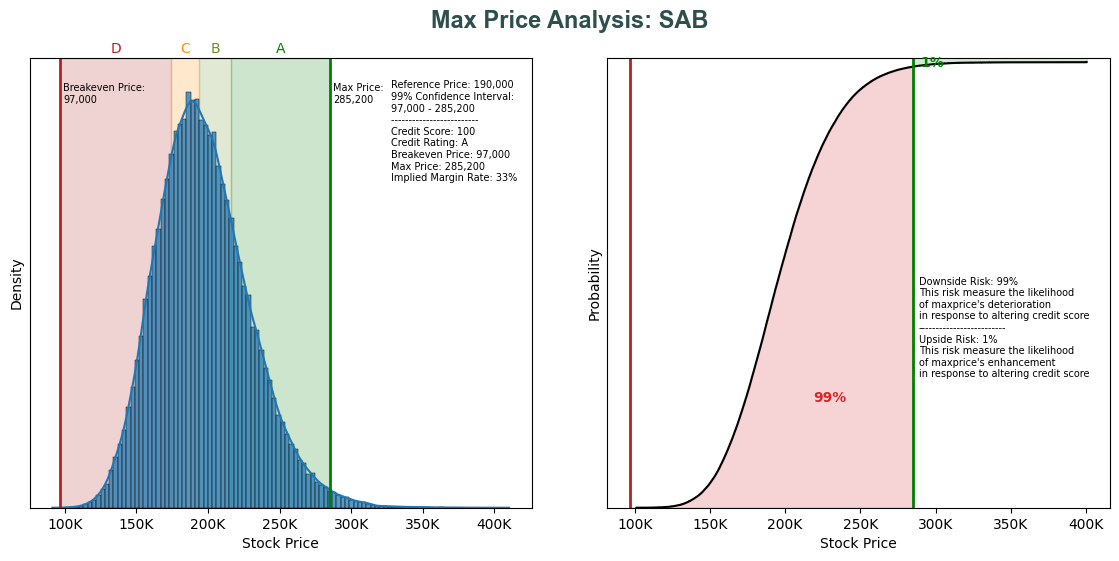 Max Price Analysis: SAB
D
C
B
A
Breakeven Price:
97,000
Max Price:
285,200
Reference Price: 190,000
99% Confidence Interval:
97,000 - 285,200
-------------------------
Credit Score: 100
Credit Rating: A
Breakeven Price: 97,000
Max Price: 285,200
Implied Margin Rate: 33%
Density
100K
150K
200K
250K
300K
350K
400K
Stock Price
1%
99%
Downside Risk: 99%
This risk measure the likelihood
of maxprice's deterioration
in response to altering credit score
-------------------------
Upside Risk: 1%
This risk measure the likelihood
of maxprice's enhancement
in response to altering credit score
Probability
100K
150K
200K
250K
300K
350K
400K
Stock Price